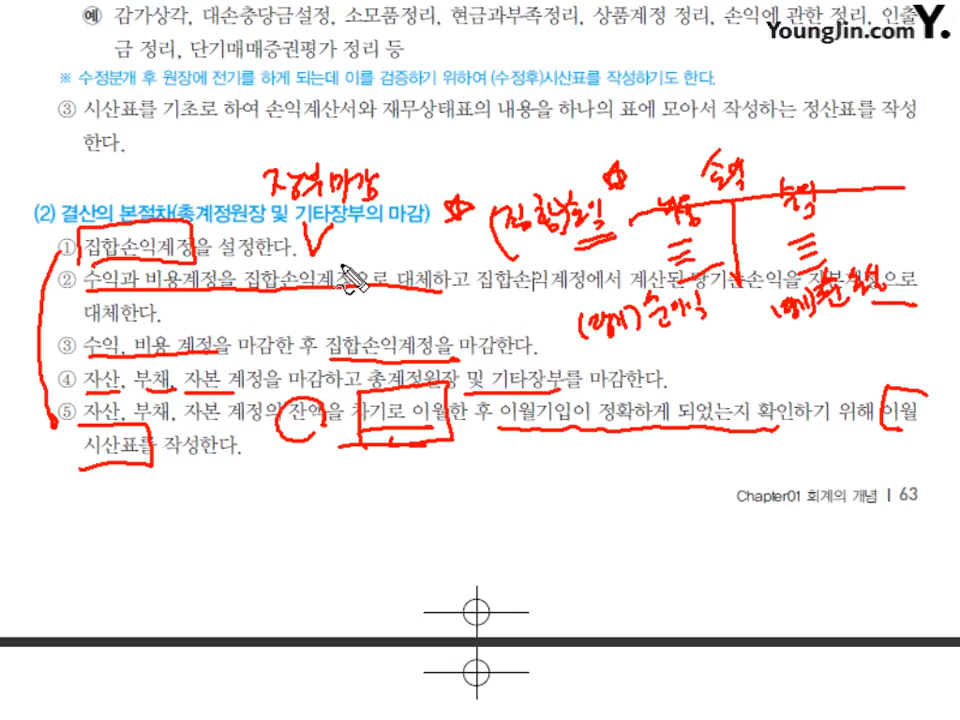 예 감가상각, 대손충당금설정, 소모품정리, 현금과부족정리, 상품계정 정리, 손익에 관한 정리, 인출
YoungJin.com Y.
금 정리, 단기매매증권평가 정리 등
※ 수정분개 후 원장에 전기를 하게 되는데 이를 검증하기 위하여 (수정후)시산표를 작성하기도 한다.
③ 시산표를 기초로 하여 손익계산서와 재무상태표의 내용을 하나의 표에 모아서 작성하는 정산표를 작성
한다.
장부마감
손익
(2) 결산의 본절차(총계정원장 및 기타장부의 마감)
(집합)손익
비용
수익
① 집합손익계정을 설정한다.
② 수익과 비용계정을 집합손익계정으로 대체하고 집합손익계정에서 계산된 당기순손익을 자본계정으로
대체한다.
순이익
③ 수익, 비용 계정을 마감한 후 집합손익계정을 마감한다.
④ 자산, 부채, 자본 계정을 마감하고 총계정원장 및 기타장부를 마감한다.
⑤ 자산, 부채, 자본 계정의 잔액을 차기로 이월한 후 이월기입이 정확하게 되었는지 확인하기 위해 이월
시산표를 작성한다.
Chapter01 회계의 개념 | 63